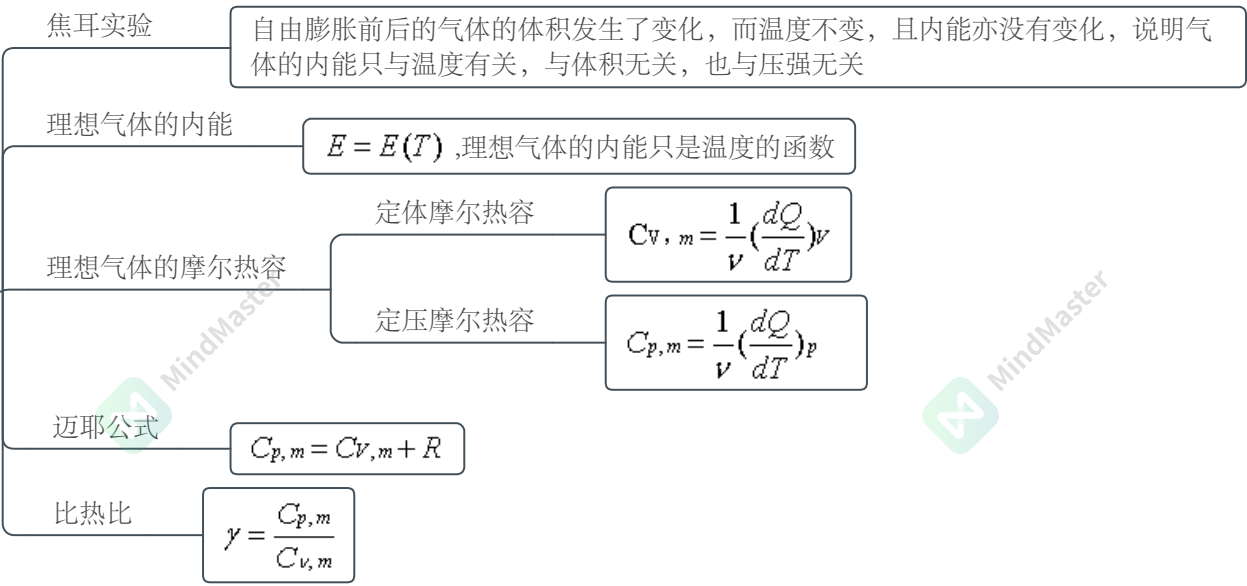 焦耳实验
自由膨胀前后的气体的体积发生了变化，而温度不变，且内能亦没有变化，说明气
体的内能只与温度有关，与体积无关，也与压强无关
理想气体的内能
E = E(T) ,理想气体的内能只是温度的函数
理想气体的摩尔热容
定体摩尔热容
Cv，m = 1/ν (dQ/dT)V
定压摩尔热容
Cp,m = 1/ν (dQ/dT)p
迈耶公式
Cp,m = CV,m + R
比热比
γ = Cp,m / Cv,m
MindMaster
MindMaster